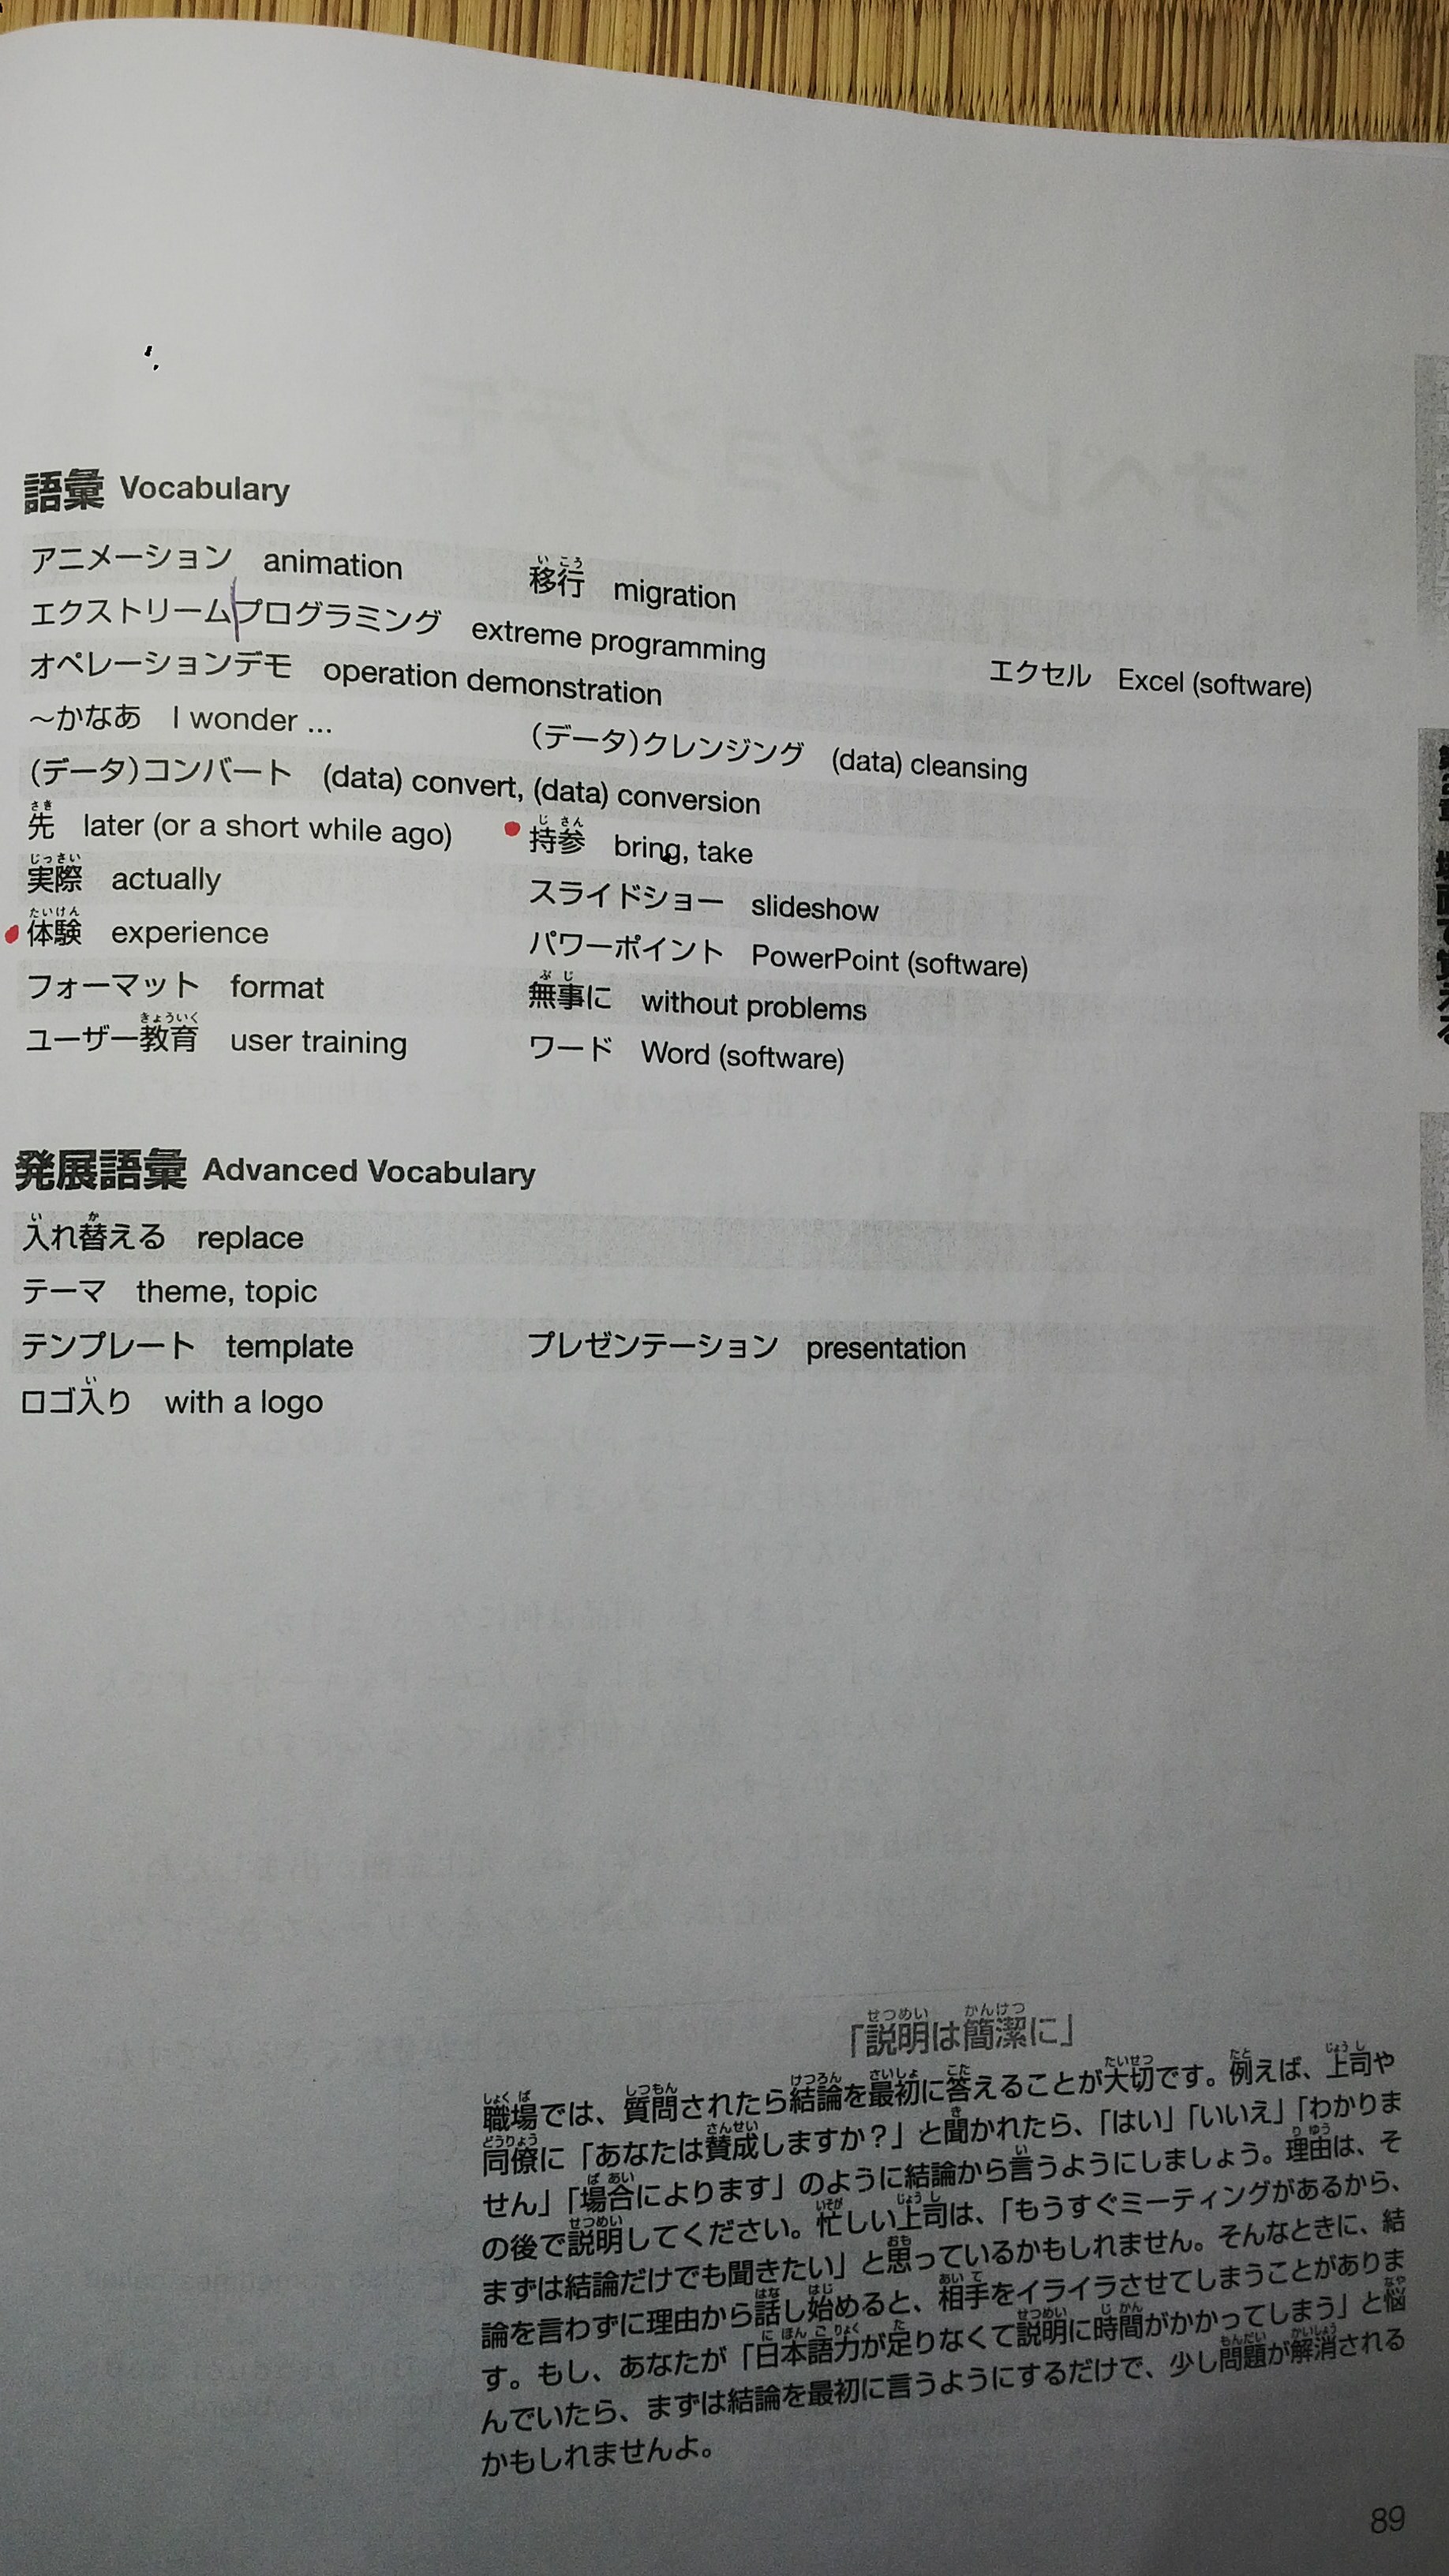 語彙 Vocabulary
アニメーション animation 移行 migration エクセル Excel (software)
エクストリームプログラミング extreme programming
オペレーションデモ operation demonstration
～かなあ I wonder ... (データ)クレンジング (data) cleansing
(データ)コンバート (data) convert, (data) conversion
先 later (or a short while ago) 持参 bring, take
実際 actually スライドショー slideshow
体験 experience パワーポイント PowerPoint (software)
フォーマット format 無事に without problems
ユーザー教育 user training ワード Word (software)
発展語彙 Advanced Vocabulary
入れ替える replace
テーマ theme, topic
テンプレート template プレゼンテーション presentation
ロゴ入り with a logo
「説明は簡潔に」
職場では、質問されたら結論を最初に答えることが大切です。例えば、上司や
同僚に「あなたは賛成しますか？」と聞かれたら、「はい」「いいえ」「わかりま
せん」「場合によります」のように結論から言うようにしましょう。理由は、そ
の後で説明してください。忙しい上司は、「もうすぐミーティングがあるから、
まずは結論だけでも聞きたい」と思っているかもしれません。そんなときに、結
論を言わずに理由から話し始めると、相手をイライラさせてしまうことがありま
す。もし、あなたが「日本語力が足りなくて説明に時間がかかってしまう」と悩
んでいたら、まずは結論を最初に言うようにするだけで、少し問題が解消される
かもしれませんよ。
89